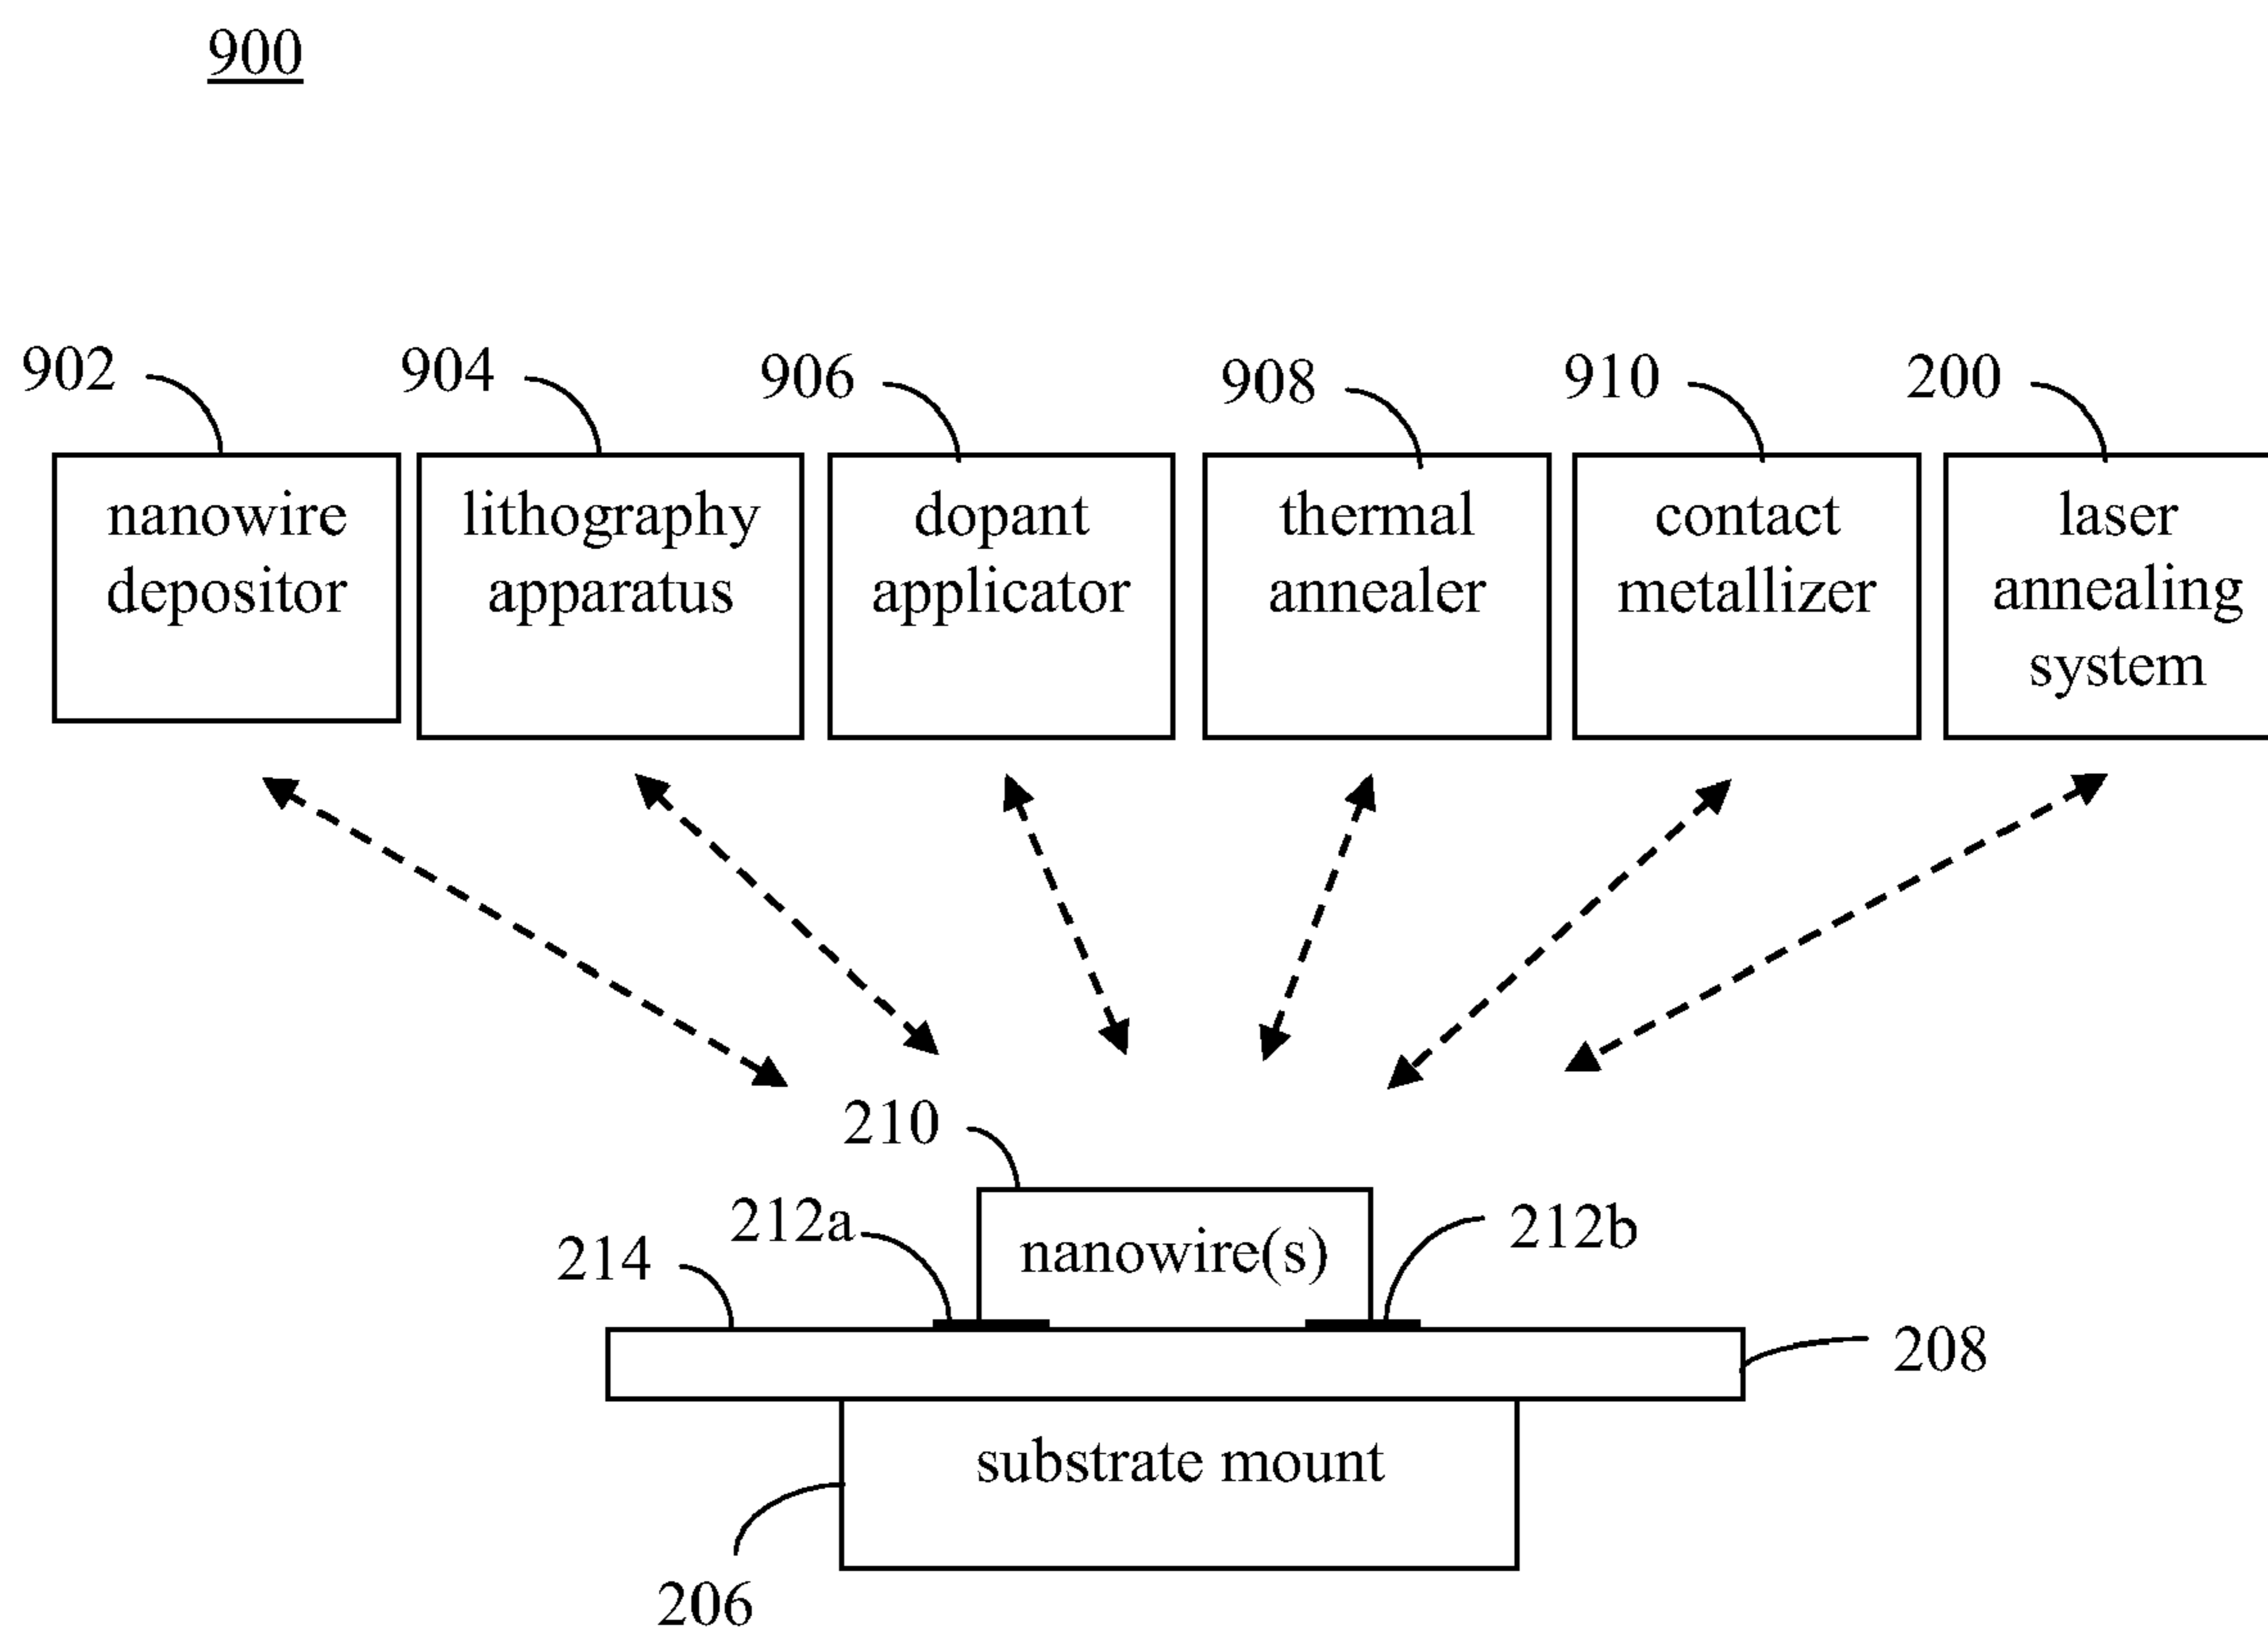 900
902 904 906 908 910 200
nanowire lithography dopant thermal contact laser
depositor apparatus applicator annealer metallizer annealing
system
210
212a nanowire(s) 212b
214
208
substrate mount
206